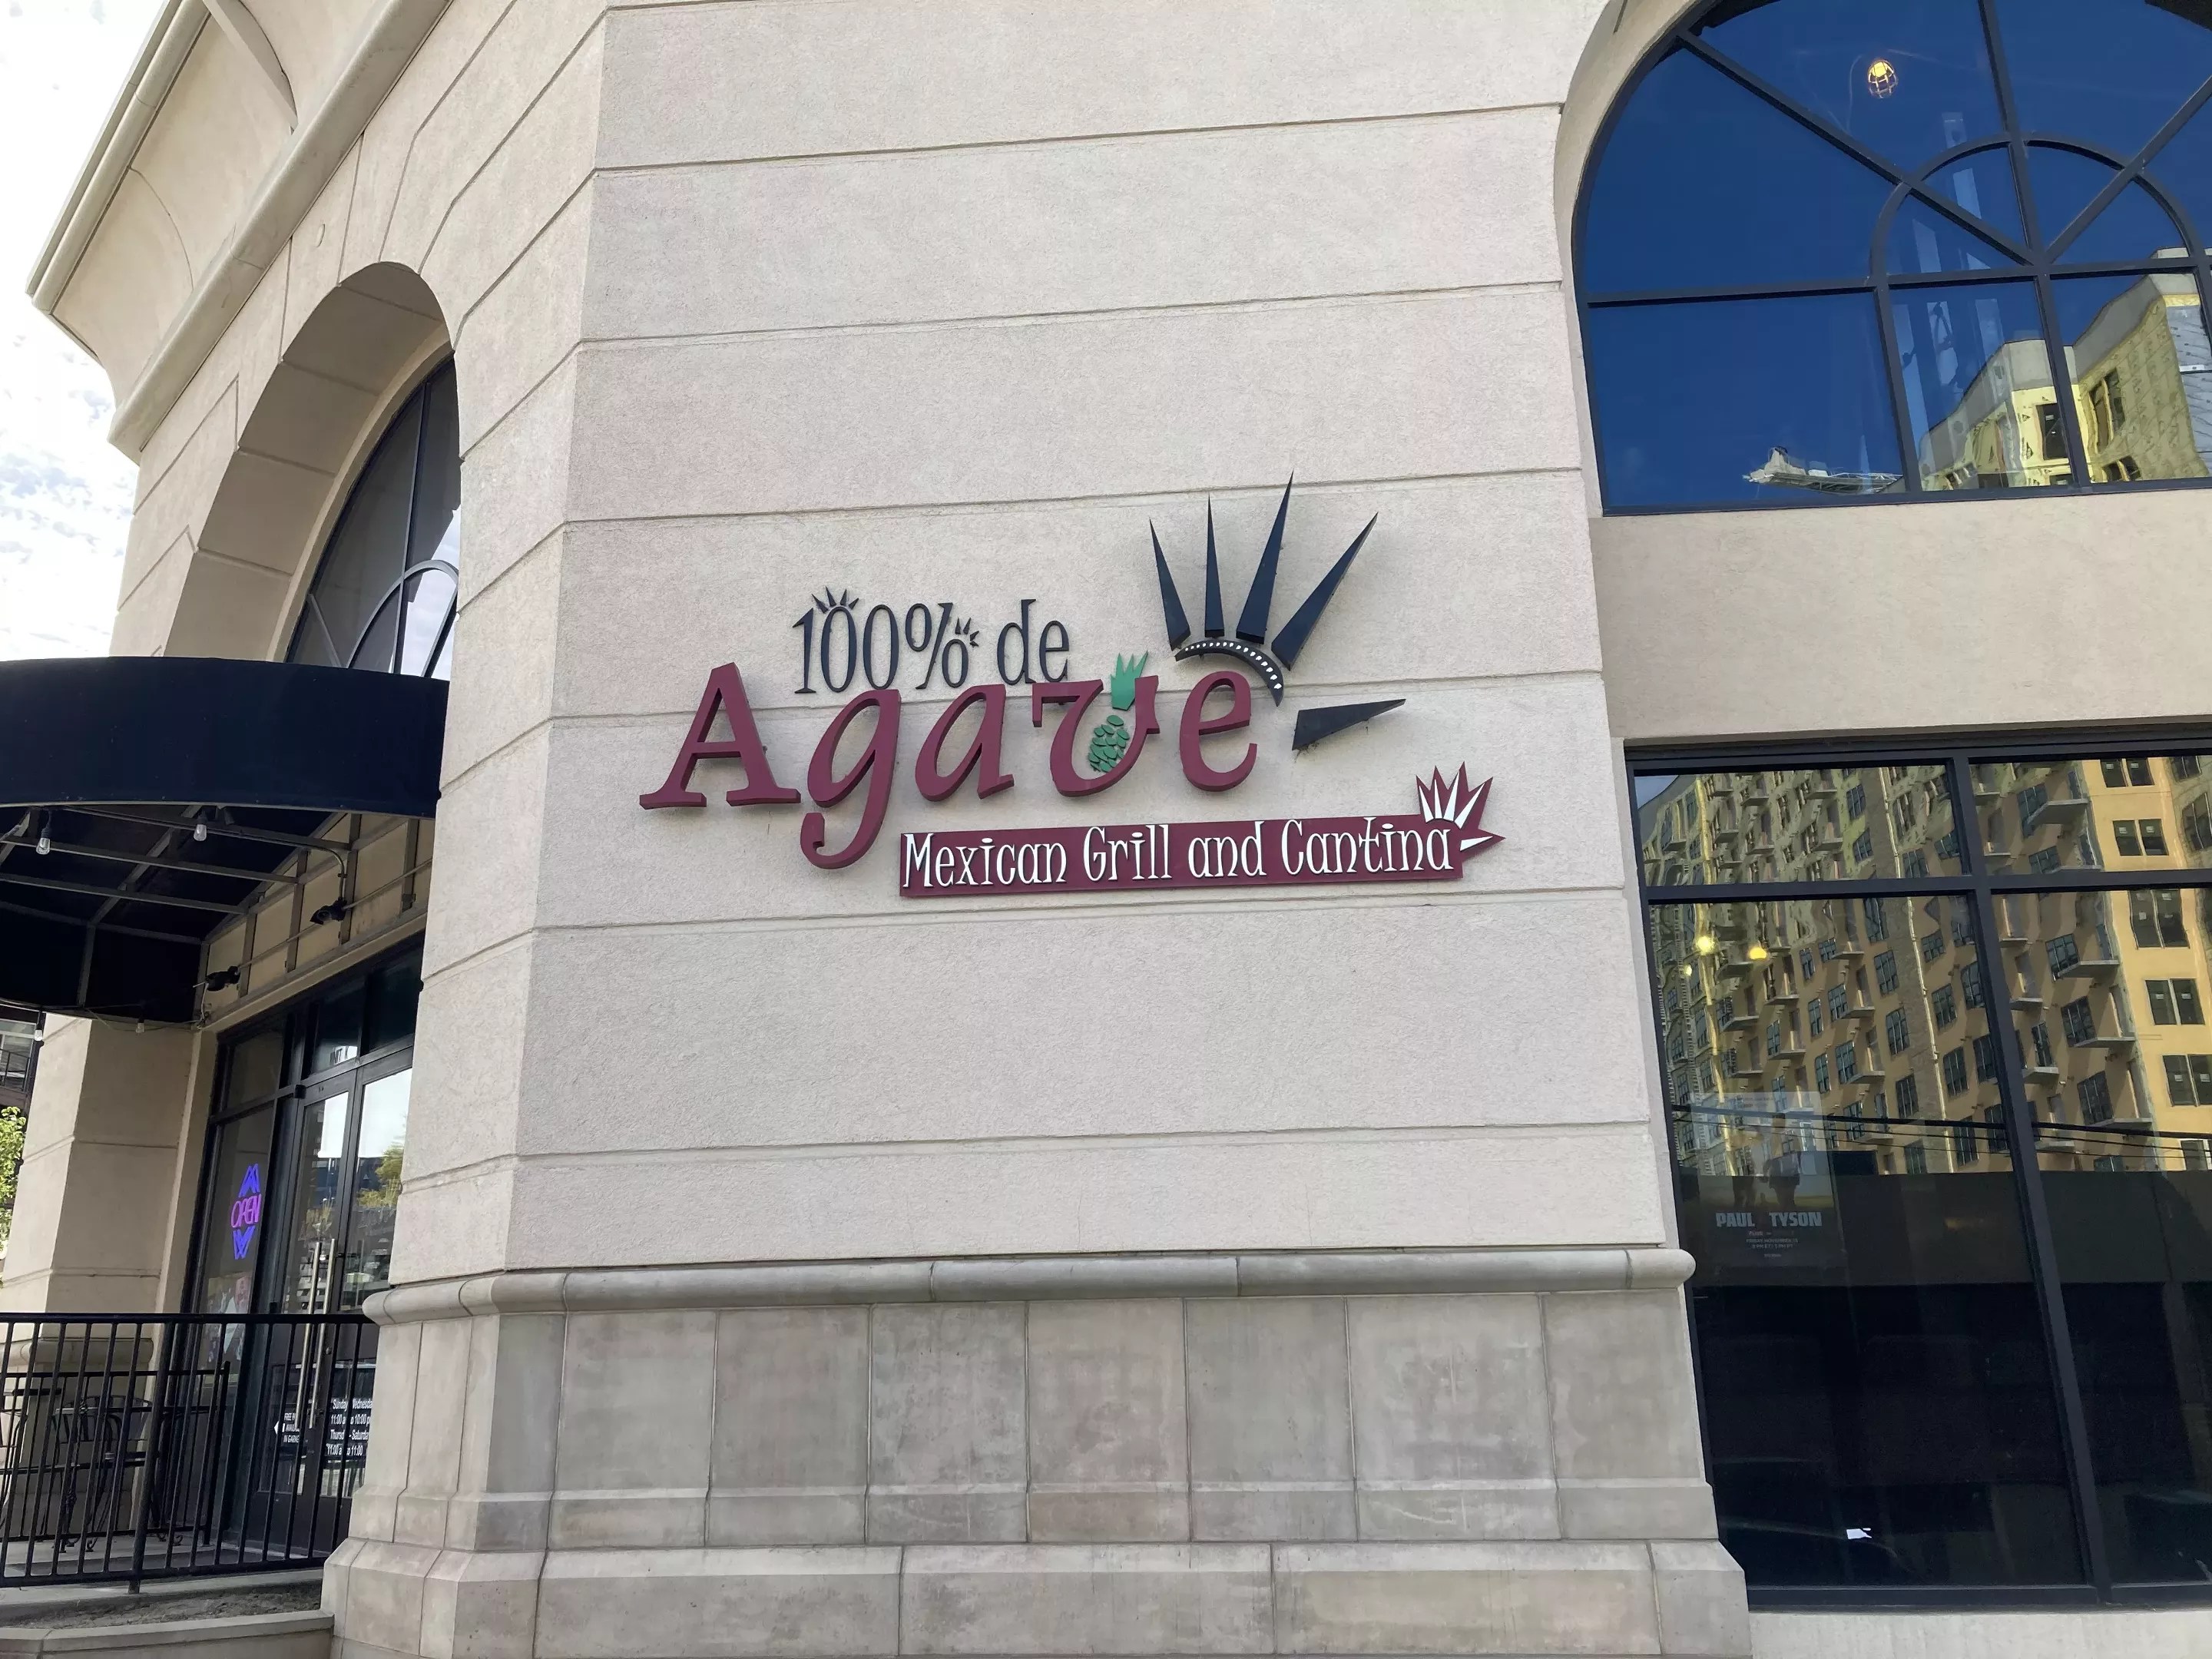 100% de
Agave
Mexican Grill and Cantina
OPEN
PAUL TYSON